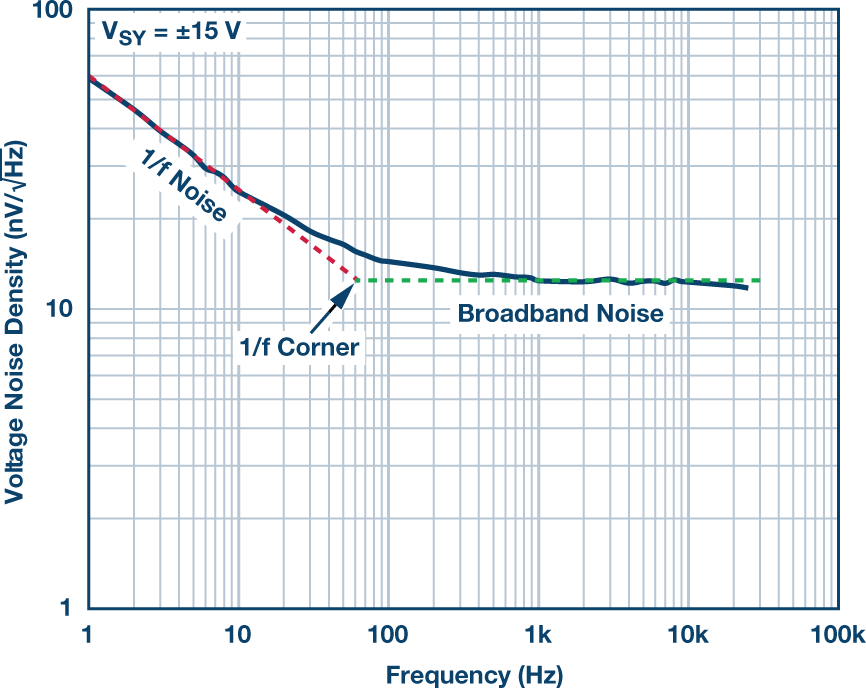 100
V_SY = ±15 V
1/f Noise
Voltage Noise Density (nV/√Hz)
10
Broadband Noise
1/f Corner
1
1
10
100
1k
10k
100k
Frequency (Hz)